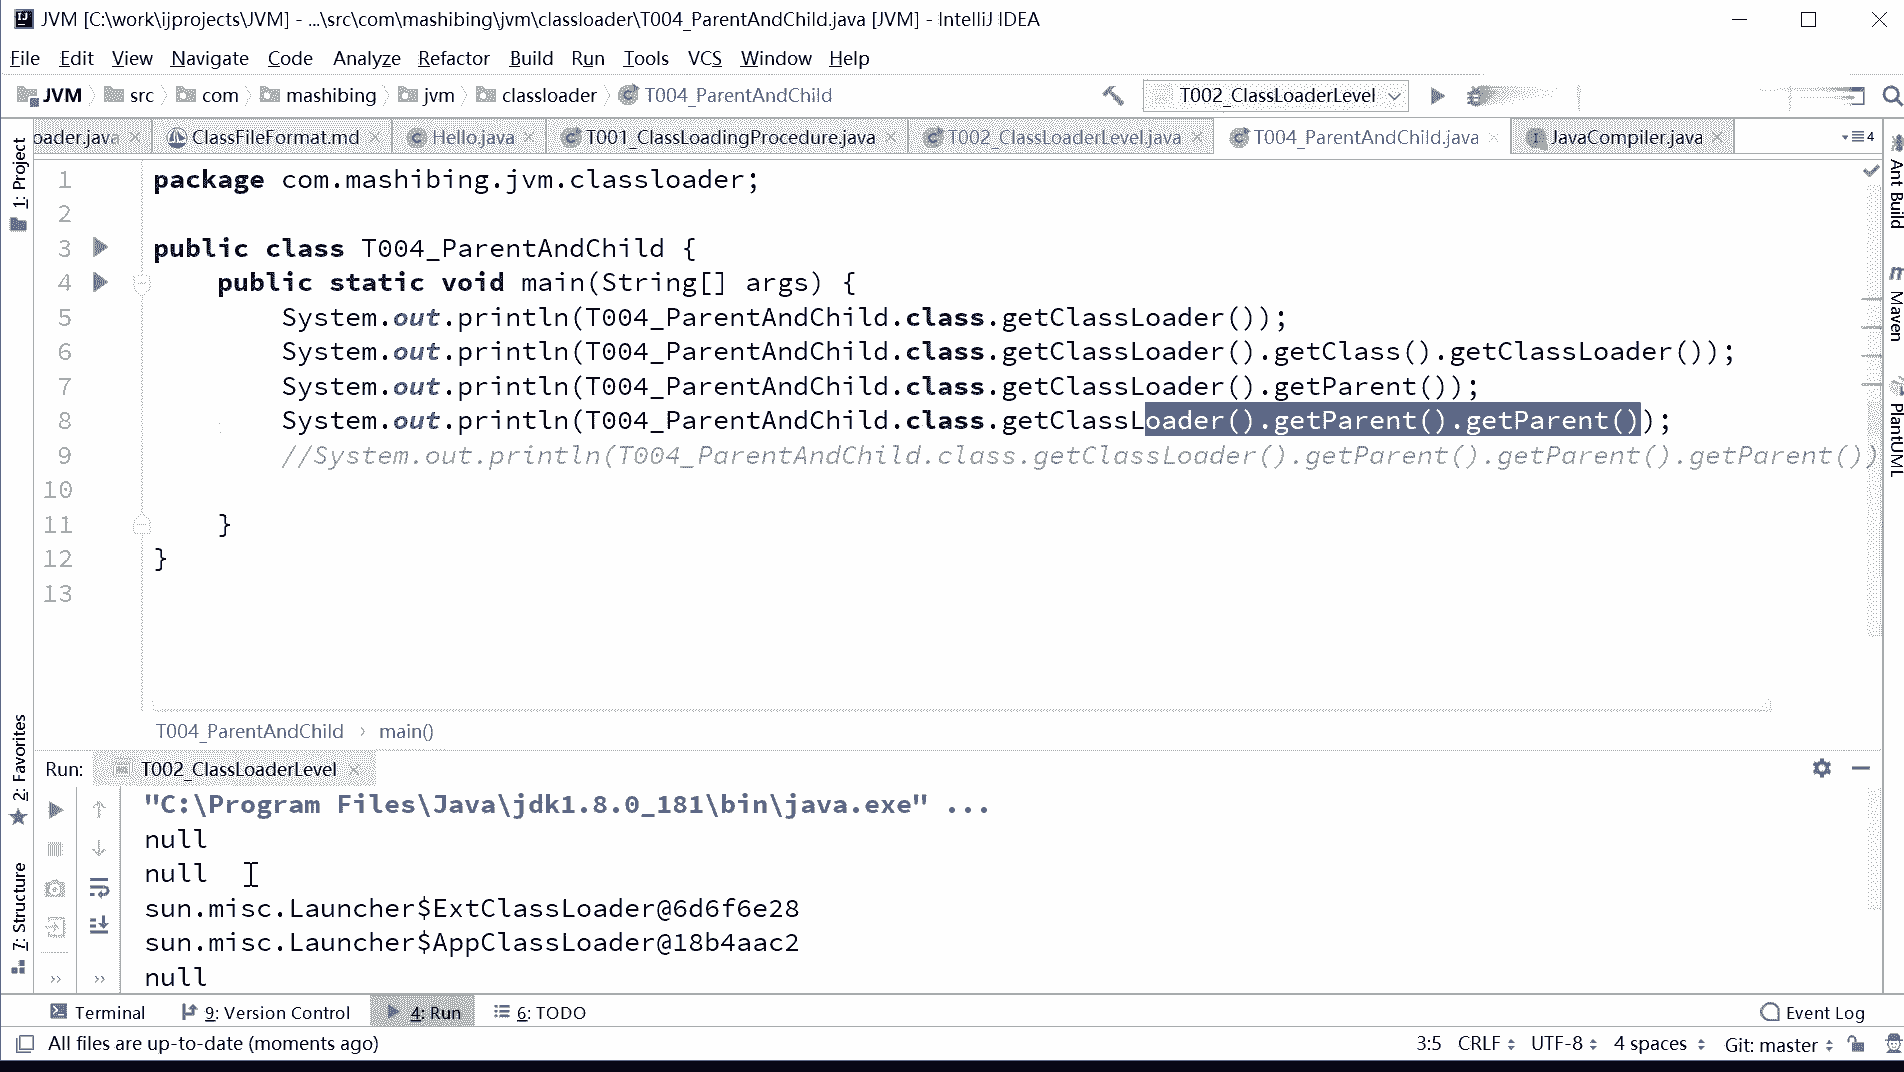 JVM [C:\work\ijprojects\JVM] - ...\src\com\mashibing\jvm\classloader\T004_ParentAndChild.java [JVM] - IntelliJ IDEA
File Edit View Navigate Code Analyze Refactor Build Run Tools VCS Window Help
JVM src com mashibing jvm classloader T004_ParentAndChild T002_ClassLoaderLevel
oader.java ClassFileFormat.md Hello.java T001_ClassLoadingProcedure.java T002_ClassLoaderLevel.java T004_ParentAndChild.java JavaCompiler.java 4
1: Project
Ant Build
Maven
PlantUML
1 package com.mashibing.jvm.classloader;
2
3 public class T004_ParentAndChild {
4 public static void main(String[] args) {
5 System.out.println(T004_ParentAndChild.class.getClassLoader());
6 System.out.println(T004_ParentAndChild.class.getClassLoader().getClass().getClassLoader());
7 System.out.println(T004_ParentAndChild.class.getClassLoader().getParent());
8 System.out.println(T004_ParentAndChild.class.getClassLoader().getParent().getParent());
9 //System.out.println(T004_ParentAndChild.class.getClassLoader().getParent().getParent().getParent())
10
11 }
12 }
13
T004_ParentAndChild › main()
2: Favorites
7: Structure
Run: T002_ClassLoaderLevel
"C:\Program Files\Java\jdk1.8.0_181\bin\java.exe" ...
null
null
sun.misc.Launcher$ExtClassLoader@6d6f6e28
sun.misc.Launcher$AppClassLoader@18b4aac2
null
Terminal 9: Version Control 4: Run 6: TODO Event Log
All files are up-to-date (moments ago) 3:5 CRLF UTF-8 4 spaces Git: master